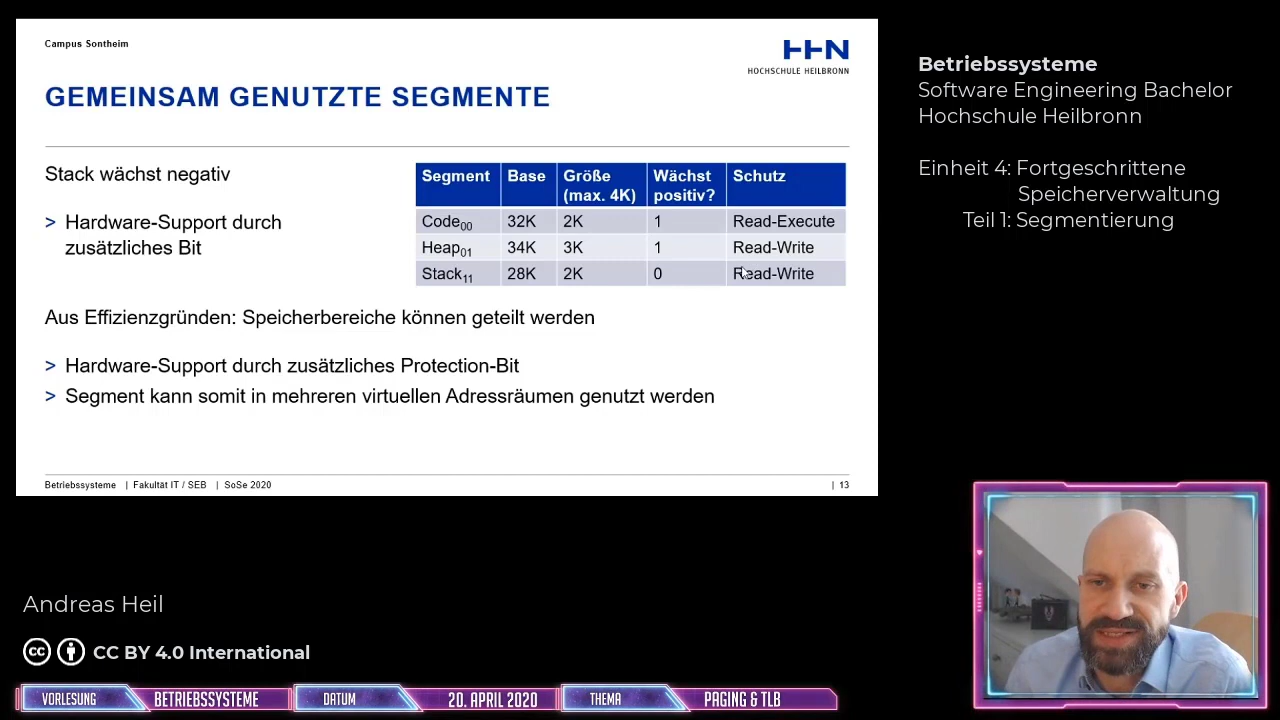 Campus Sontheim
HHN
HOCHSCHULE HEILBRONN
GEMEINSAM GENUTZTE SEGMENTE
Stack wächst negativ
> Hardware-Support durch
zusätzliches Bit
Segment Base Größe (max. 4K) Wächst positiv? Schutz
Code00 32K 2K 1 Read-Execute
Heap01 34K 3K 1 Read-Write
Stack11 28K 2K 0 Read-Write
Aus Effizienzgründen: Speicherbereiche können geteilt werden
> Hardware-Support durch zusätzliches Protection-Bit
> Segment kann somit in mehreren virtuellen Adressräumen genutzt werden
Betriebssysteme | Fakultät IT / SEB | SoSe 2020 | 13
Betriebssysteme
Software Engineering Bachelor
Hochschule Heilbronn
Einheit 4: Fortgeschrittene
Speicherverwaltung
Teil 1: Segmentierung
Andreas Heil
cc CC BY 4.0 International
VORLESUNG BETRIEBSSYSTEME DATUM 20. APRIL 2020 THEMA PAGING & TLB